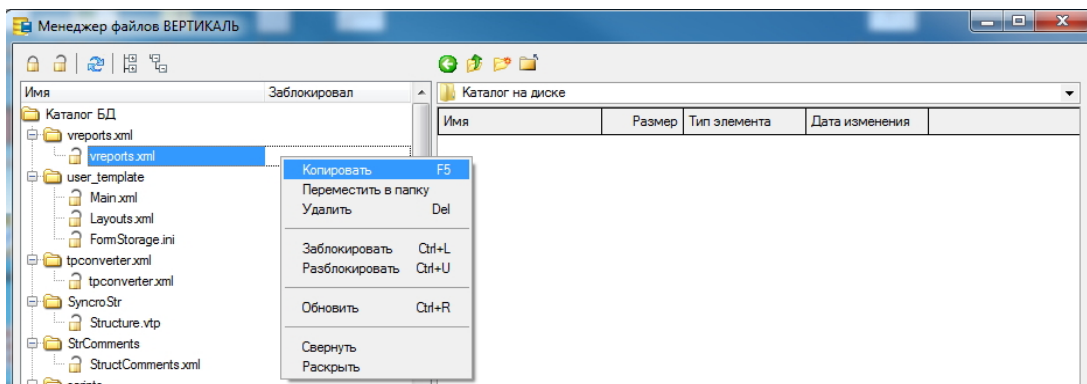 Менеджер файлов ВЕРТИКАЛЬ
Имя Заблокировал
Каталог БД
vreports.xml
vreports.xml
user_template
Main.xml
Layouts.xml
FormStorage.ini
tpconverter.xml
tpconverter.xml
SyncroStr
Structure.vtp
StrComments
StructComments.xml
scripts
Копировать F5
Переместить в папку
Удалить Del
Заблокировать Ctrl+L
Разблокировать Ctrl+U
Обновить Ctrl+R
Свернуть
Раскрыть
Каталог на диске
Имя Размер Тип элемента Дата изменения